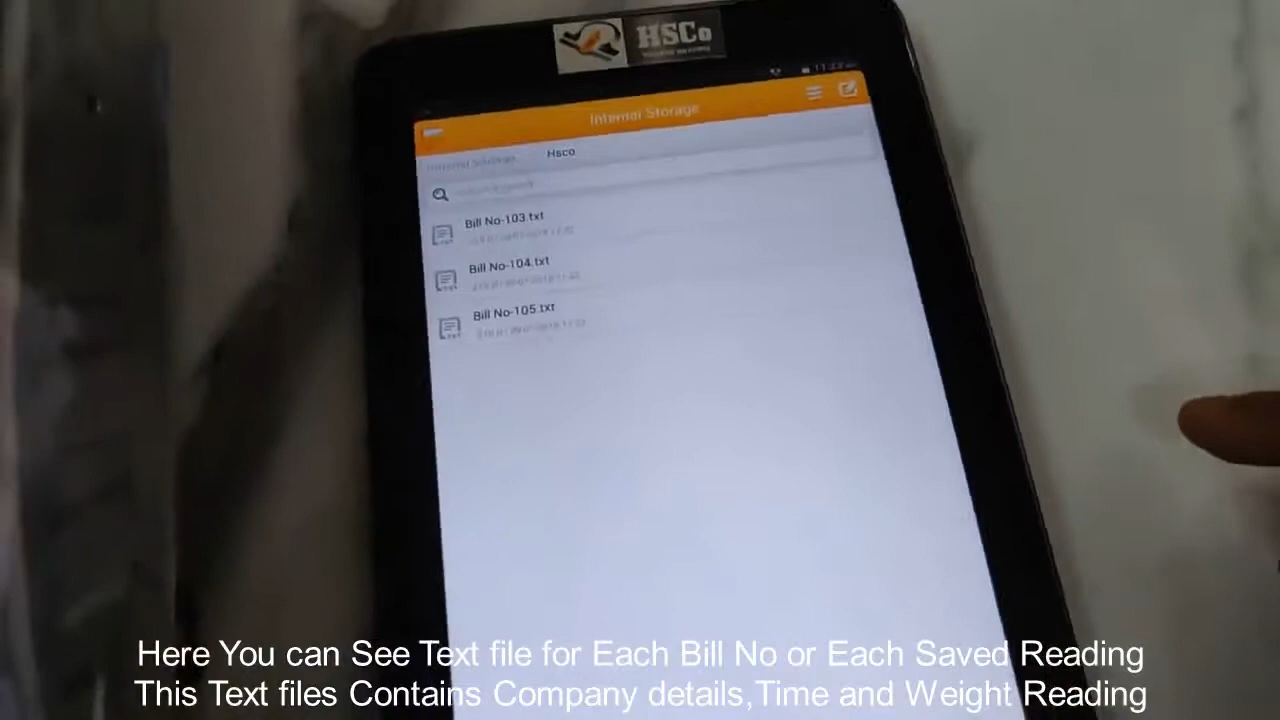 HSCo
Internal Storage
Internal Storage Hsco
Bill No-103.txt
Bill No-104.txt
Bill No-105.txt
Here You can See Text file for Each Bill No or Each Saved Reading
This Text files Contains Company details,Time and Weight Reading